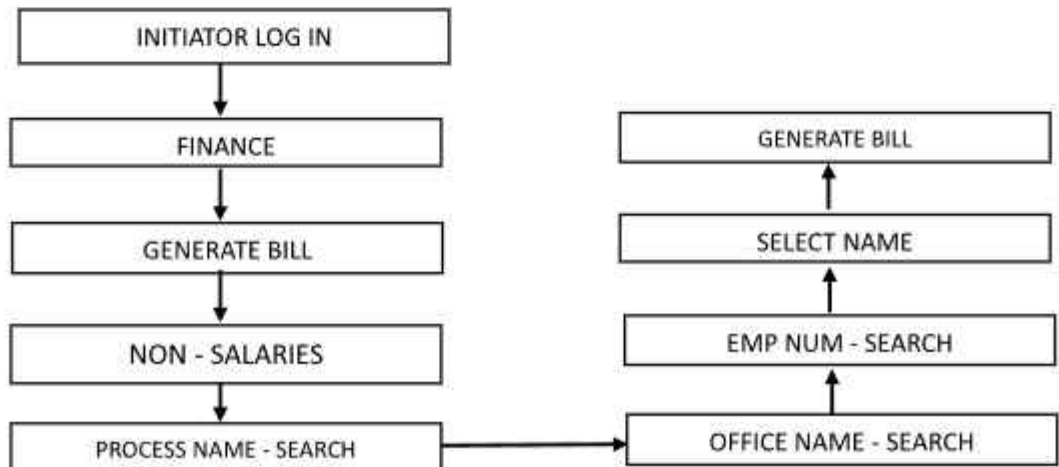 INITIATOR LOG IN
FINANCE
GENERATE BILL
NON - SALARIES
PROCESS NAME - SEARCH
OFFICE NAME - SEARCH
EMP NUM - SEARCH
SELECT NAME
GENERATE BILL